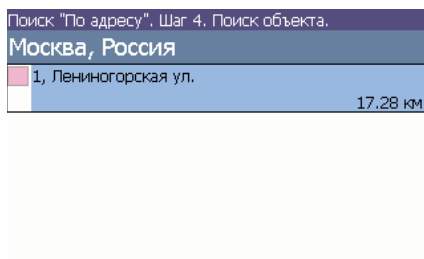 Поиск "По адресу". Шаг 4. Поиск объекта.
Москва, Россия
1, Лениногорская ул.
17.28 км